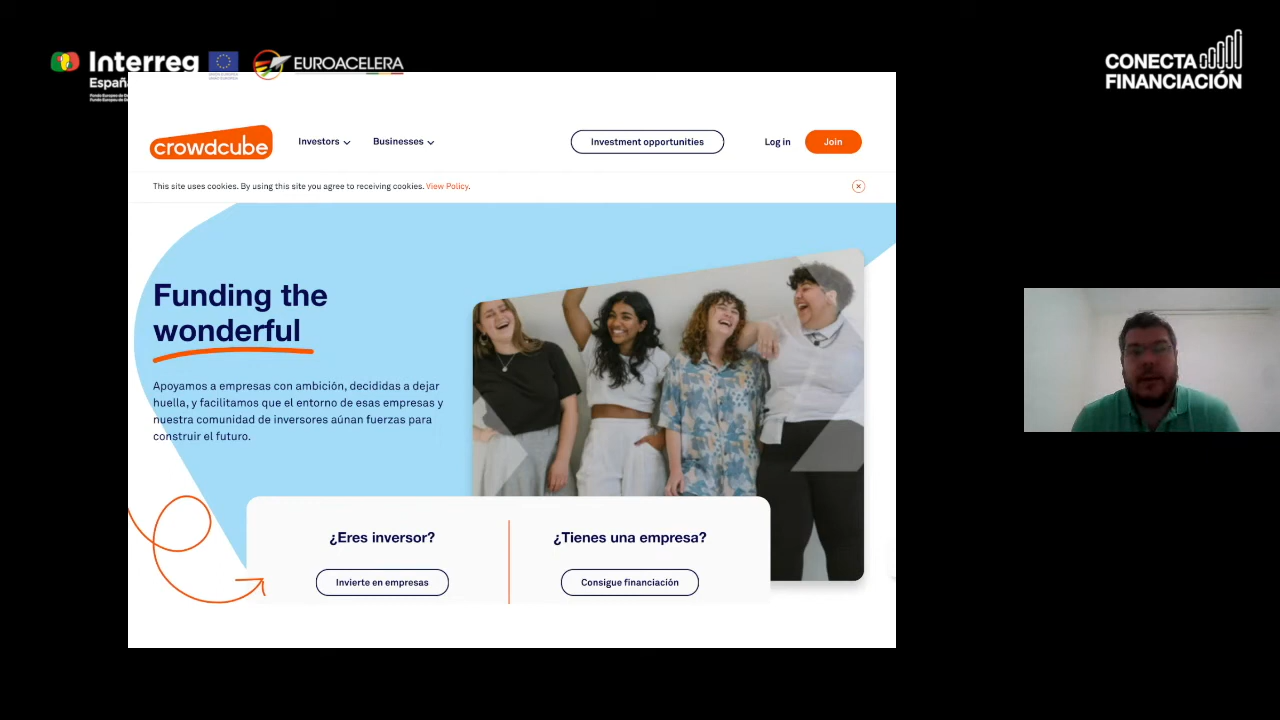 Interreg
España
EUROACELERA
CONECTA
FINANCIACIÓN
crowdcube
Investors
Businesses
Investment opportunities
Log in
Join
This site uses cookies. By using this site you agree to receiving cookies. View Policy.
Funding the
wonderful
Apoyamos a empresas con ambición, decididas a dejar
huella, y facilitamos que el entorno de esas empresas y
nuestra comunidad de inversores aúnan fuerzas para
construir el futuro.
¿Eres inversor?
¿Tienes una empresa?
Invierte en empresas
Consigue financiación